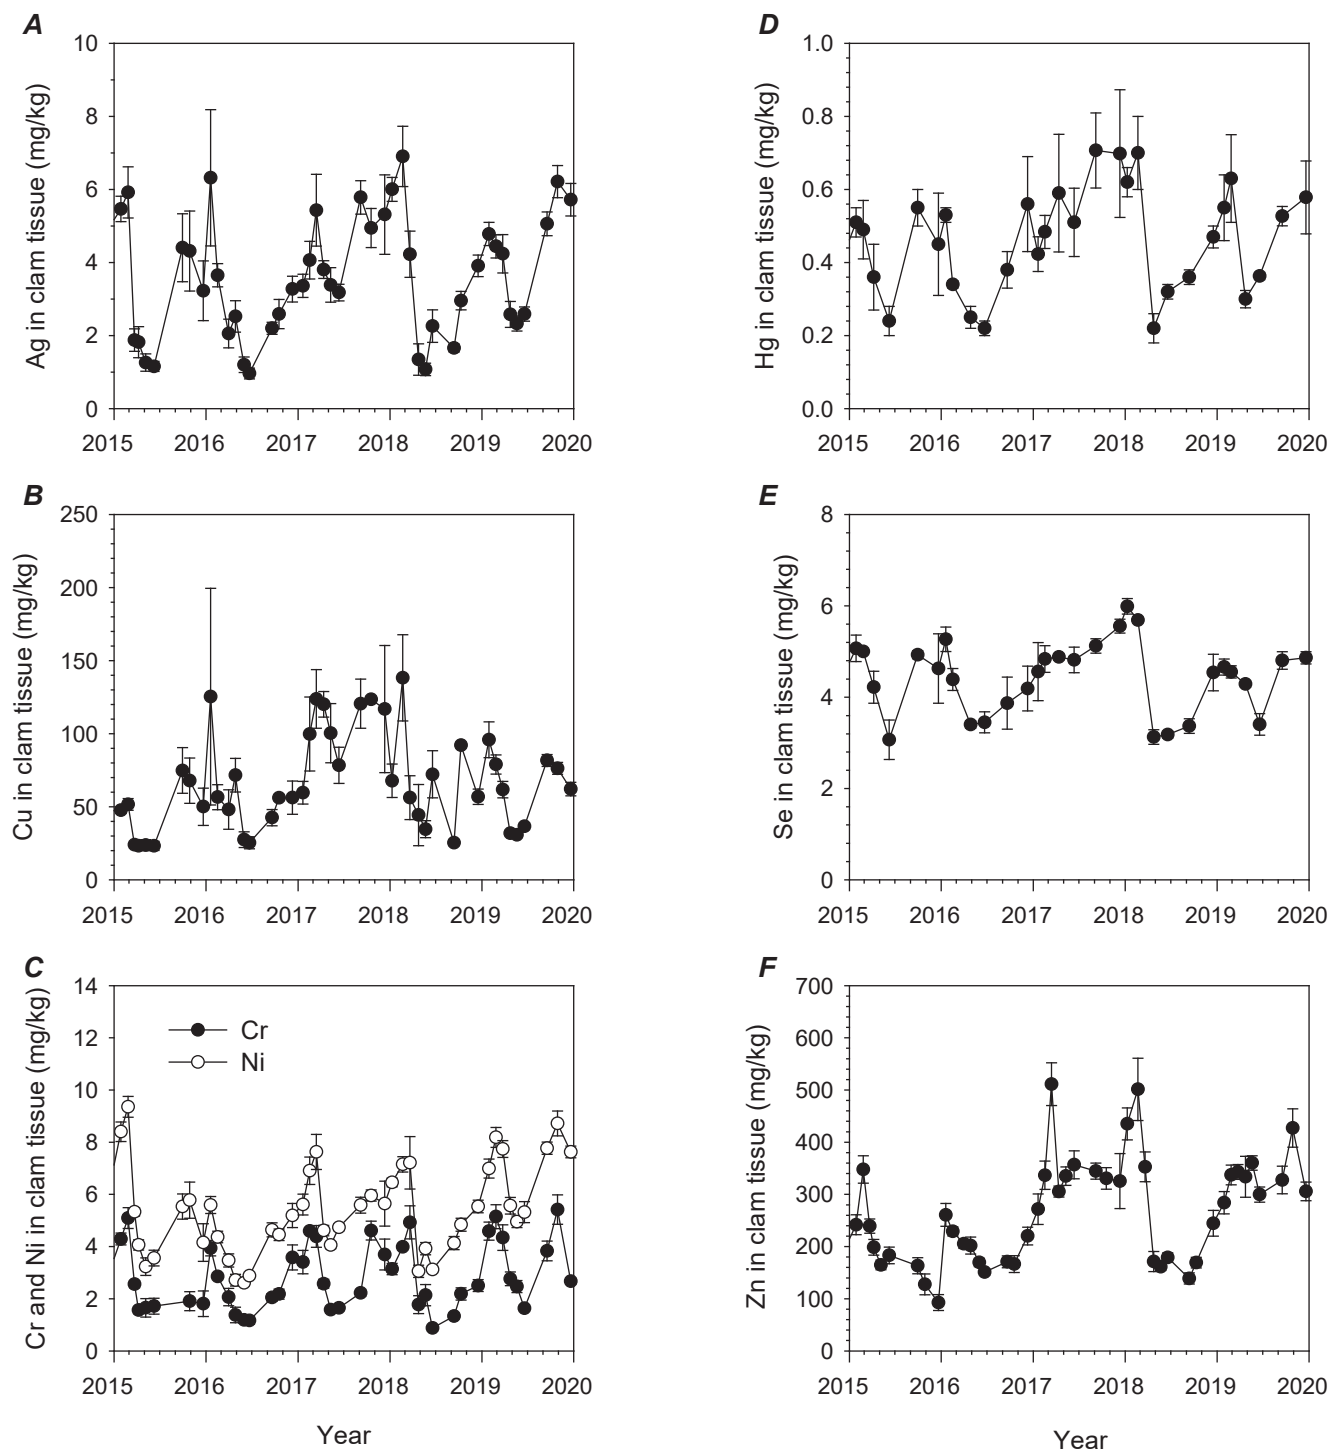 A
Ag in clam tissue (mg/kg)
10
8
6
4
2
0
2015 2016 2017 2018 2019 2020
D
Hg in clam tissue (mg/kg)
1.0
0.8
0.6
0.4
0.2
0.0
2015 2016 2017 2018 2019 2020
B
Cu in clam tissue (mg/kg)
250
200
150
100
50
0
2015 2016 2017 2018 2019 2020
E
Se in clam tissue (mg/kg)
8
6
4
2
0
2015 2016 2017 2018 2019 2020
C
Cr and Ni in clam tissue (mg/kg)
14
12
10
8
6
4
2
0
Cr
Ni
2015 2016 2017 2018 2019 2020
Year
F
Zn in clam tissue (mg/kg)
700
600
500
400
300
200
100
0
2015 2016 2017 2018 2019 2020
Year